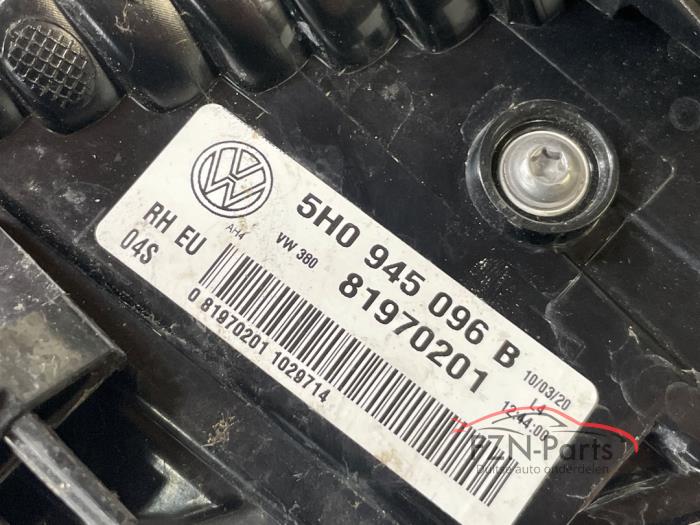 5H0 945 096 B
AH4 VW 380 81970201
RH EU
04S
0 81970201 1029714
10/03/20
L4
12:44:00
PZN-Parts
Duitse auto onderdelen